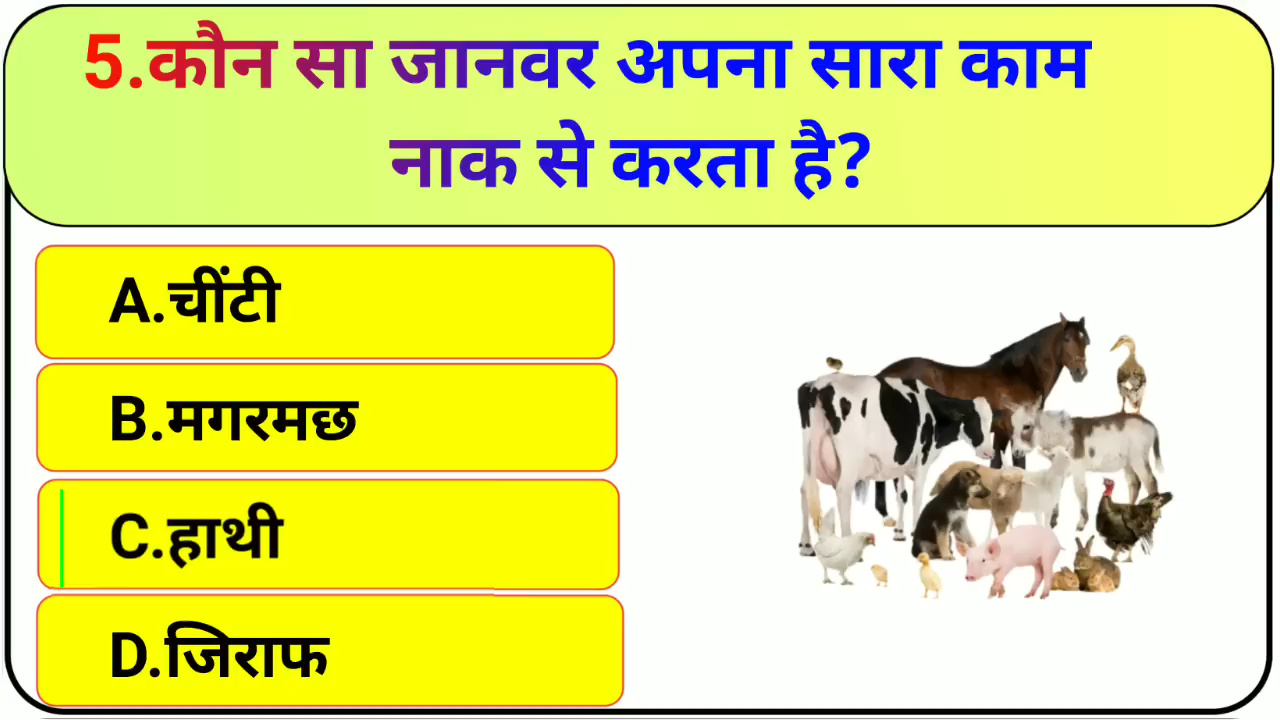 5.कौन सा जानवर अपना सारा काम
नाक से करता है?
A.चींटी
B.मगरमछ
C.हाथी
D.जिराफ